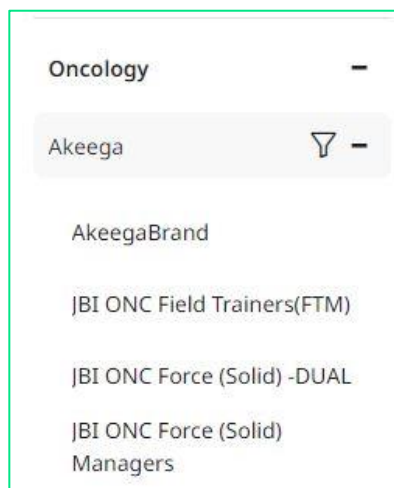 Oncology
Akeega
AkeegaBrand
JBI ONC Field Trainers(FTM)
JBI ONC Force (Solid) -DUAL
JBI ONC Force (Solid)
Managers